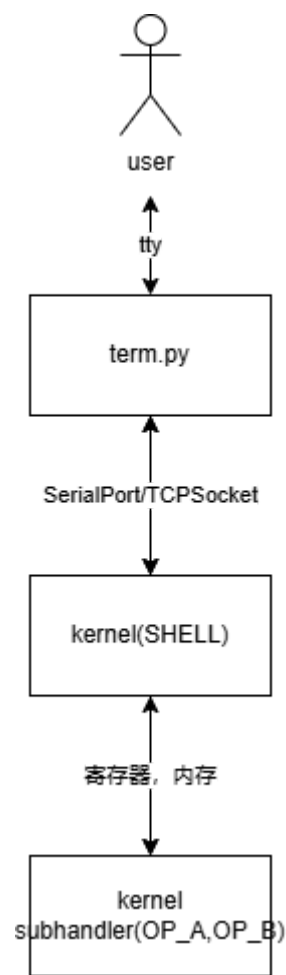 user
tty
term.py
SerialPort/TCPSocket
kernel(SHELL)
寄存器，内存
kernel
subhandler(OP_A,OP_B)